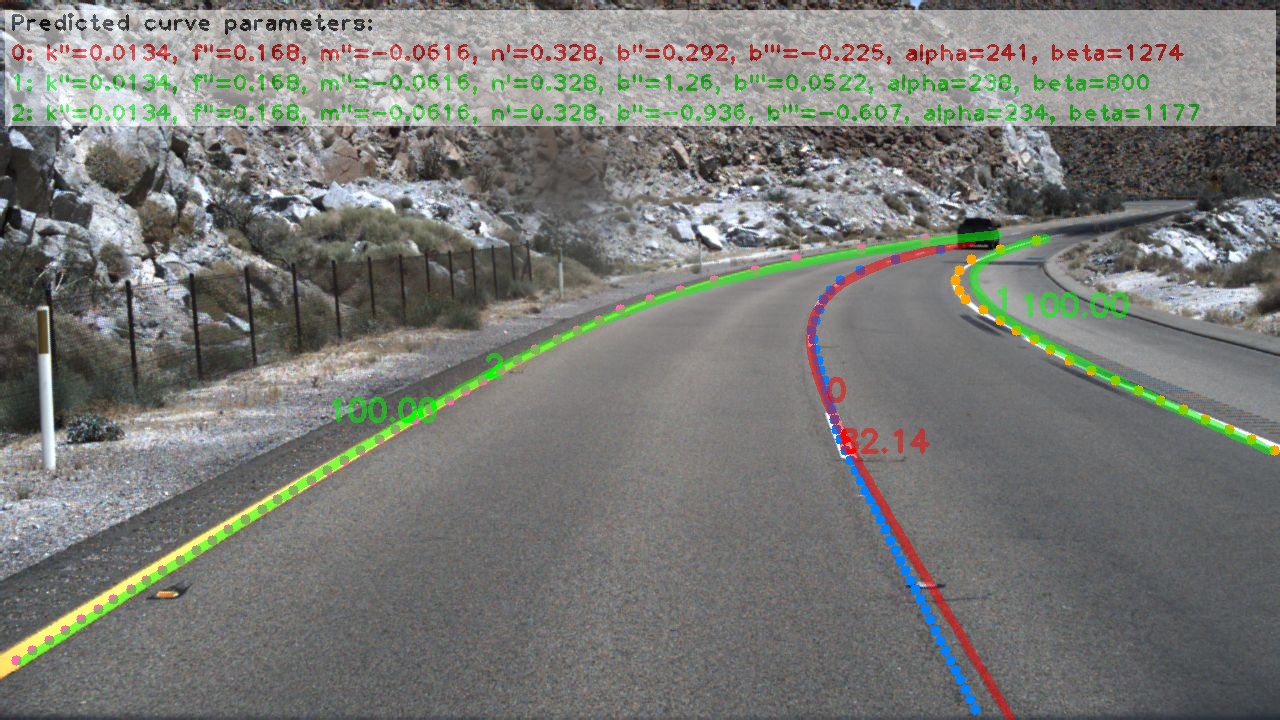 Predicted curve parameters:
0: k"=0.0134, f"=0.168, m"=-0.0616, n'=0.328, b"=0.292, b'''=-0.225, alpha=241, beta=1274
1: k"=0.0134, f"=0.168, m"=-0.0616, n'=0.328, b"=1.26, b'''=0.0522, alpha=238, beta=800
2: k"=0.0134, f"=0.168, m"=-0.0616, n'=0.328, b"=-0.936, b'''=-0.607, alpha=234, beta=1177
1 100.00
2
0
100.00
82.14